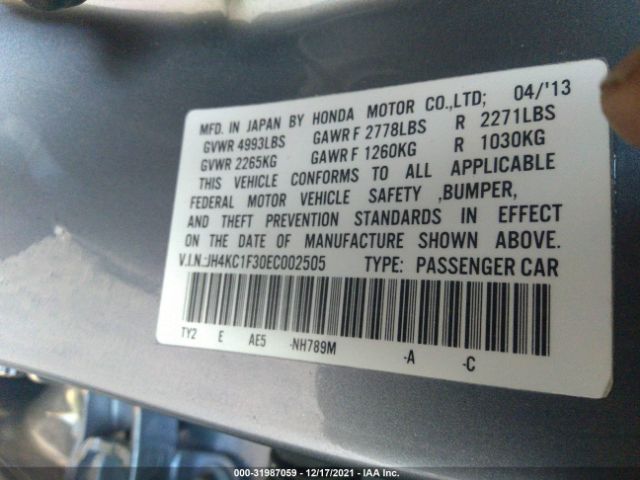 MFD. IN JAPAN BY HONDA MOTOR CO.,LTD; 04/'13
GVWR 4993LBS GAWR F 2778LBS R 2271LBS
GVWR 2265KG GAWR F 1260KG R 1030KG
THIS VEHICLE CONFORMS TO ALL APPLICABLE
FEDERAL MOTOR VEHICLE SAFETY ,BUMPER,
AND THEFT PREVENTION STANDARDS IN EFFECT
ON THE DATE OF MANUFACTURE SHOWN ABOVE.
V.I.N.:JH4KC1F30EC002505 TYPE: PASSENGER CAR
TY2 E AE5 -NH789M -A -C
000-31987059 - 12/17/2021 - IAA Inc.